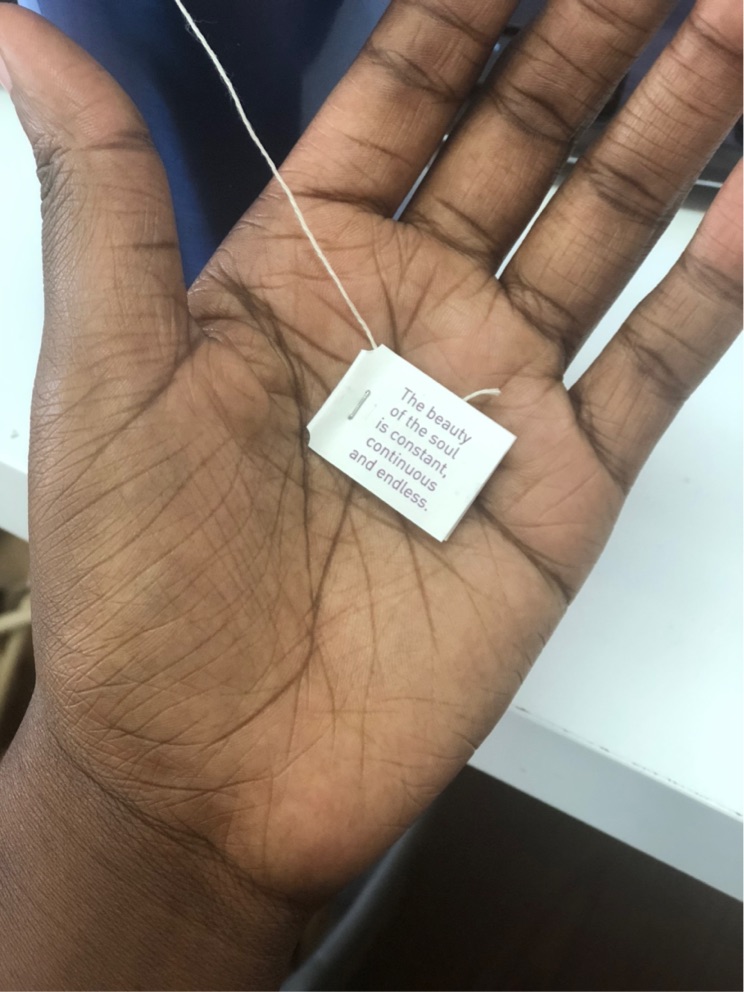 The beauty
of the soul
is constant,
continuous
and endless.